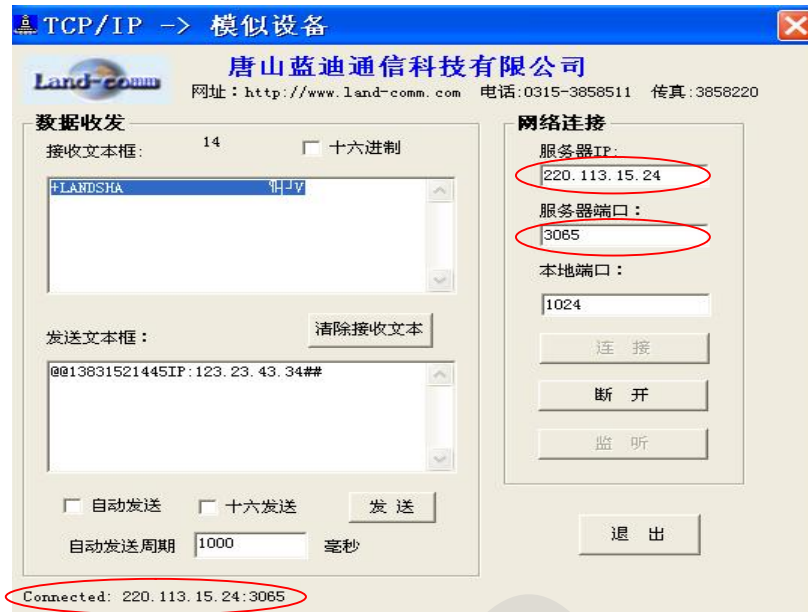 TCP/IP -> 模似设备
Land-comm
唐山蓝迪通信科技有限公司
网址：http://www.land-comm.com 电话:0315-3858511 传真:3858220
数据收发
接收文本框: 14 十六进制
+LANDSHA
清除接收文本
发送文本框：
@@13831521445IP:123.23.43.34##
自动发送 十六发送 发 送
自动发送周期 1000 毫秒
网络连接
服务器IP:
220.113.15.24
服务器端口：
3065
本地端口：
1024
连 接
断 开
监 听
退 出
Connected: 220.113.15.24:3065